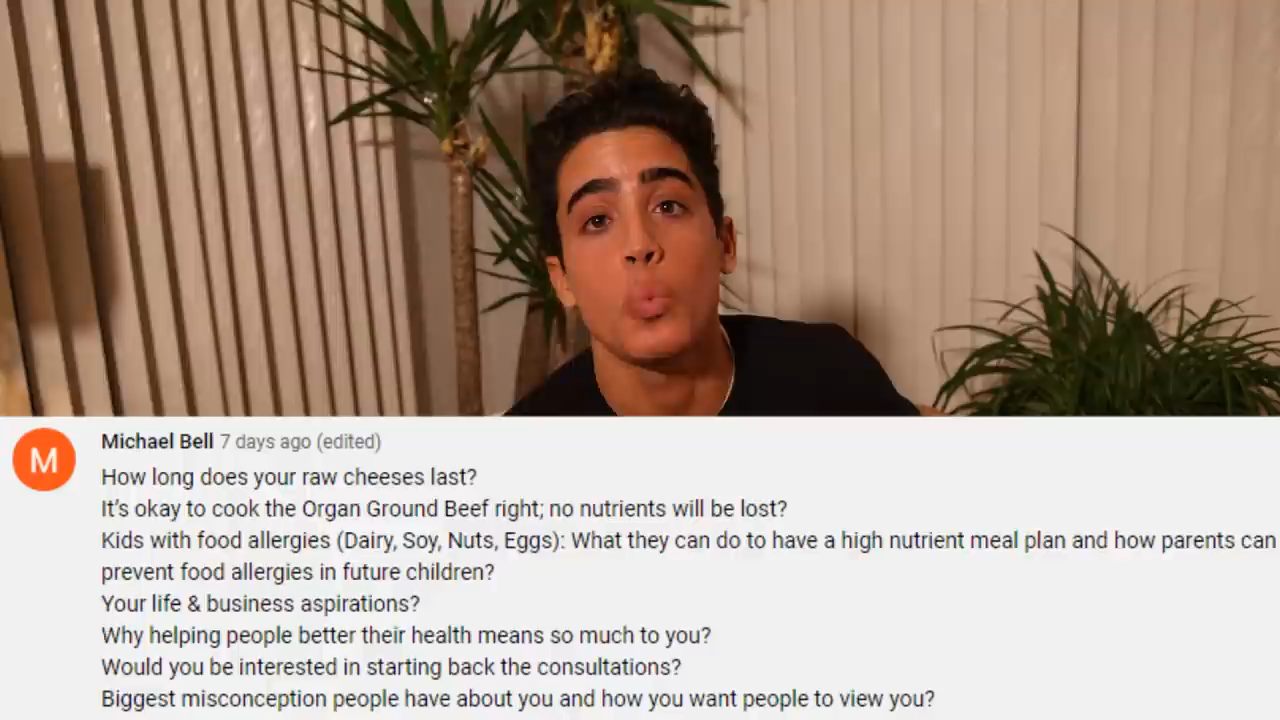 M
Michael Bell 7 days ago (edited)
How long does your raw cheeses last?
It's okay to cook the Organ Ground Beef right; no nutrients will be lost?
Kids with food allergies (Dairy, Soy, Nuts, Eggs): What they can do to have a high nutrient meal plan and how parents can
prevent food allergies in future children?
Your life & business aspirations?
Why helping people better their health means so much to you?
Would you be interested in starting back the consultations?
Biggest misconception people have about you and how you want people to view you?